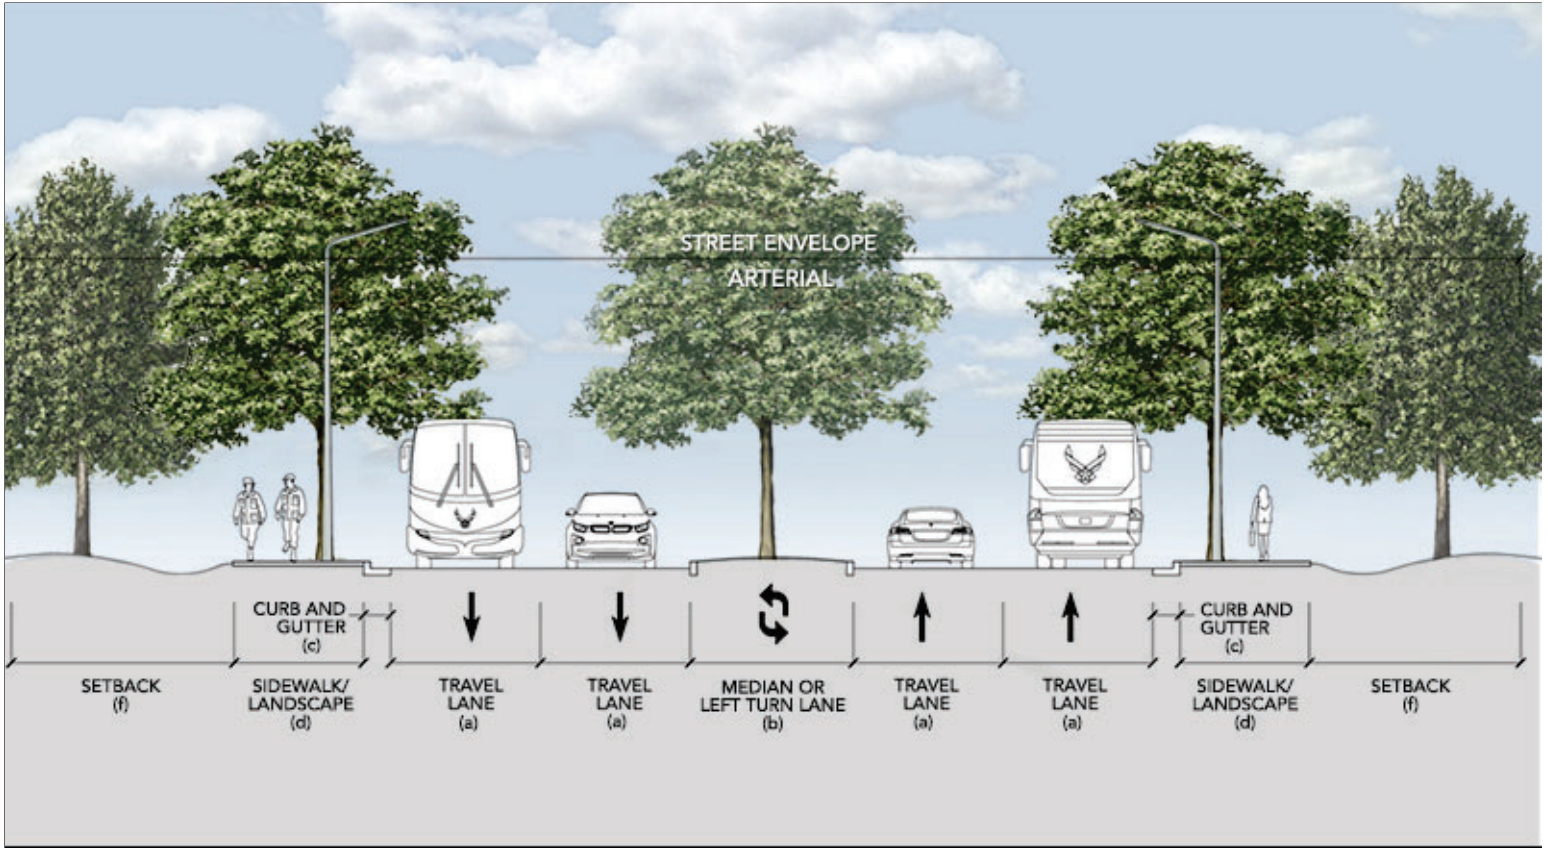 STREET ENVELOPE
ARTERIAL
CURB AND
GUTTER
(c)
CURB AND
GUTTER
(c)
SETBACK
(f)
SIDEWALK/
LANDSCAPE
(d)
TRAVEL
LANE
(a)
TRAVEL
LANE
(a)
MEDIAN OR
LEFT TURN LANE
(b)
TRAVEL
LANE
(a)
TRAVEL
LANE
(a)
SIDEWALK/
LANDSCAPE
(d)
SETBACK
(f)